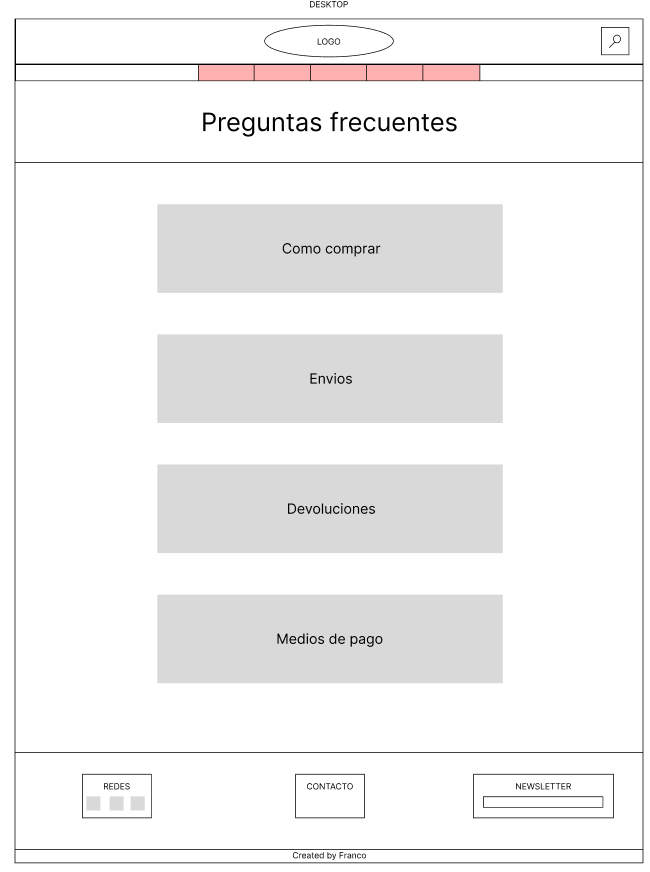 DESKTOP
LOGO
Preguntas frecuentes
Como comprar
Envios
Devoluciones
Medios de pago
REDES
CONTACTO
NEWSLETTER
Created by Franco